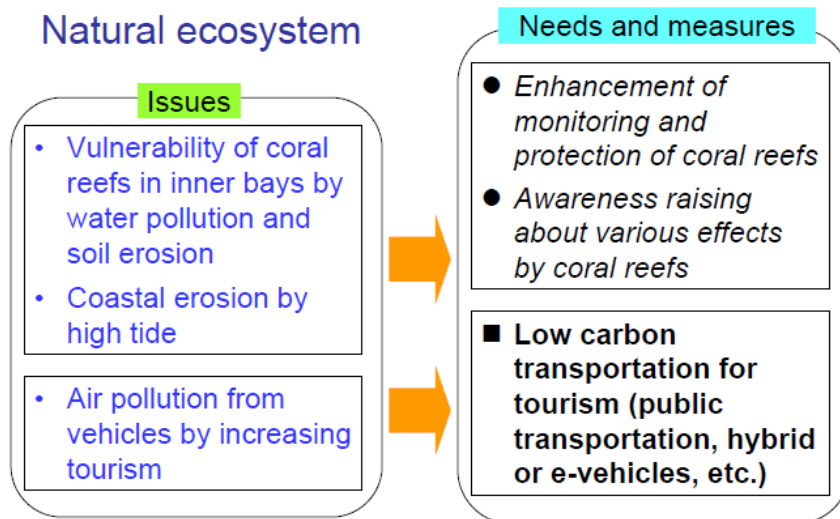 Natural ecosystem
Issues
• Vulnerability of coral
reefs in inner bays by
water pollution and
soil erosion
• Coastal erosion by
high tide
• Air pollution from
vehicles by increasing
tourism
Needs and measures
● Enhancement of
monitoring and
protection of coral reefs
● Awareness raising
about various effects
by coral reefs
■ Low carbon
transportation for
tourism (public
transportation, hybrid
or e-vehicles, etc.)